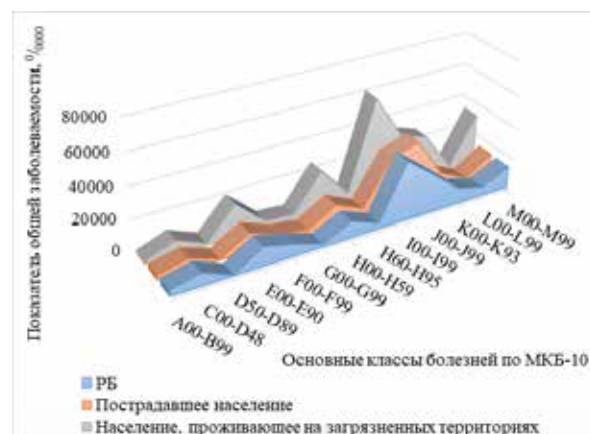 Показатель общей заболеваемости, ⁰/₀₀₀₀
80000
60000
40000
20000
0
A00-B99
C00-D48
D50-D89
E00-E90
F00-F99
G00-G99
H00-H59
H60-H95
I00-I99
J00-J99
K00-K93
L00-L99
M00-M99
Основные классы болезней по МКБ-10
РБ
Пострадавшее население
Население, проживающее на загрязненных территориях